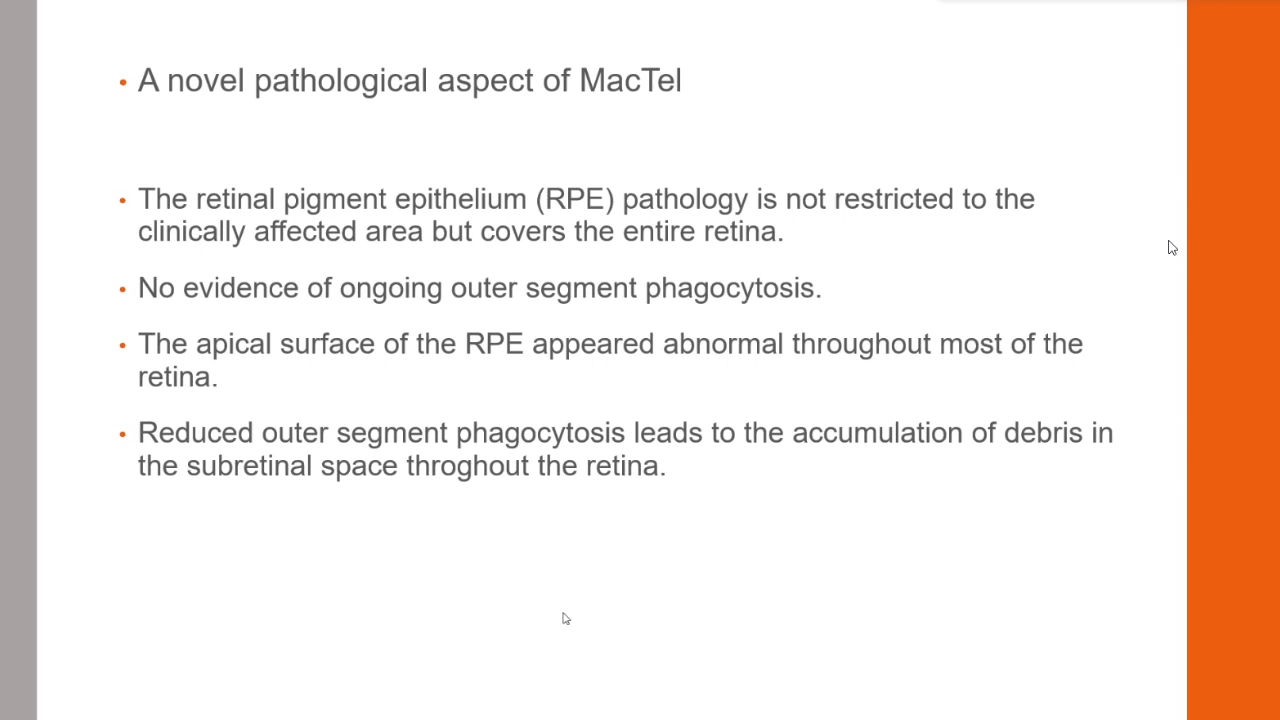 • A novel pathological aspect of MacTel
• The retinal pigment epithelium (RPE) pathology is not restricted to the
clinically affected area but covers the entire retina.
• No evidence of ongoing outer segment phagocytosis.
• The apical surface of the RPE appeared abnormal throughout most of the
retina.
• Reduced outer segment phagocytosis leads to the accumulation of debris in
the subretinal space throghout the retina.